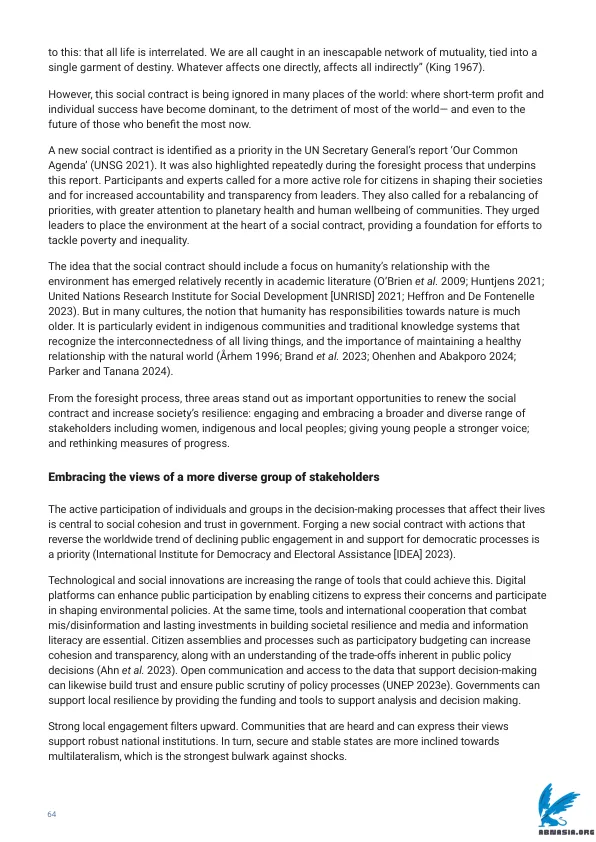 to this: that all life is interrelated. We are all caught in an inescapable network of mutuality, tied into a
single garment of destiny. Whatever affects one directly, affects all indirectly” (King 1967).
However, this social contract is being ignored in many places of the world: where short-term profit and
individual success have become dominant, to the detriment of most of the world— and even to the
future of those who benefit the most now.
A new social contract is identified as a priority in the UN Secretary General’s report ‘Our Common
Agenda’ (UNSG 2021). It was also highlighted repeatedly during the foresight process that underpins
this report. Participants and experts called for a more active role for citizens in shaping their societies
and for increased accountability and transparency from leaders. They also called for a rebalancing of
priorities, with greater attention to planetary health and human wellbeing of communities. They urged
leaders to place the environment at the heart of a social contract, providing a foundation for efforts to
tackle poverty and inequality.
The idea that the social contract should include a focus on humanity’s relationship with the
environment has emerged relatively recently in academic literature (O’Brien et al. 2009; Huntjens 2021;
United Nations Research Institute for Social Development [UNRISD] 2021; Heffron and De Fontenelle
2023). But in many cultures, the notion that humanity has responsibilities towards nature is much
older. It is particularly evident in indigenous communities and traditional knowledge systems that
recognize the interconnectedness of all living things, and the importance of maintaining a healthy
relationship with the natural world (Århem 1996; Brand et al. 2023; Ohenhen and Abakporo 2024;
Parker and Tanana 2024).
From the foresight process, three areas stand out as important opportunities to renew the social
contract and increase society’s resilience: engaging and embracing a broader and diverse range of
stakeholders including women, indigenous and local peoples; giving young people a stronger voice;
and rethinking measures of progress.
Embracing the views of a more diverse group of stakeholders
The active participation of individuals and groups in the decision-making processes that affect their lives
is central to social cohesion and trust in government. Forging a new social contract with actions that
reverse the worldwide trend of declining public engagement in and support for democratic processes is
a priority (International Institute for Democracy and Electoral Assistance [IDEA] 2023).
Technological and social innovations are increasing the range of tools that could achieve this. Digital
platforms can enhance public participation by enabling citizens to express their concerns and participate
in shaping environmental policies. At the same time, tools and international cooperation that combat
mis/disinformation and lasting investments in building societal resilience and media and information
literacy are essential. Citizen assemblies and processes such as participatory budgeting can increase
cohesion and transparency, along with an understanding of the trade-offs inherent in public policy
decisions (Ahn et al. 2023). Open communication and access to the data that support decision-making
can likewise build trust and ensure public scrutiny of policy processes (UNEP 2023e). Governments can
support local resilience by providing the funding and tools to support analysis and decision making.
Strong local engagement filters upward. Communities that are heard and can express their views
support robust national institutions. In turn, secure and stable states are more inclined towards
multilateralism, which is the strongest bulwark against shocks.
64
ABNASIA.ORG